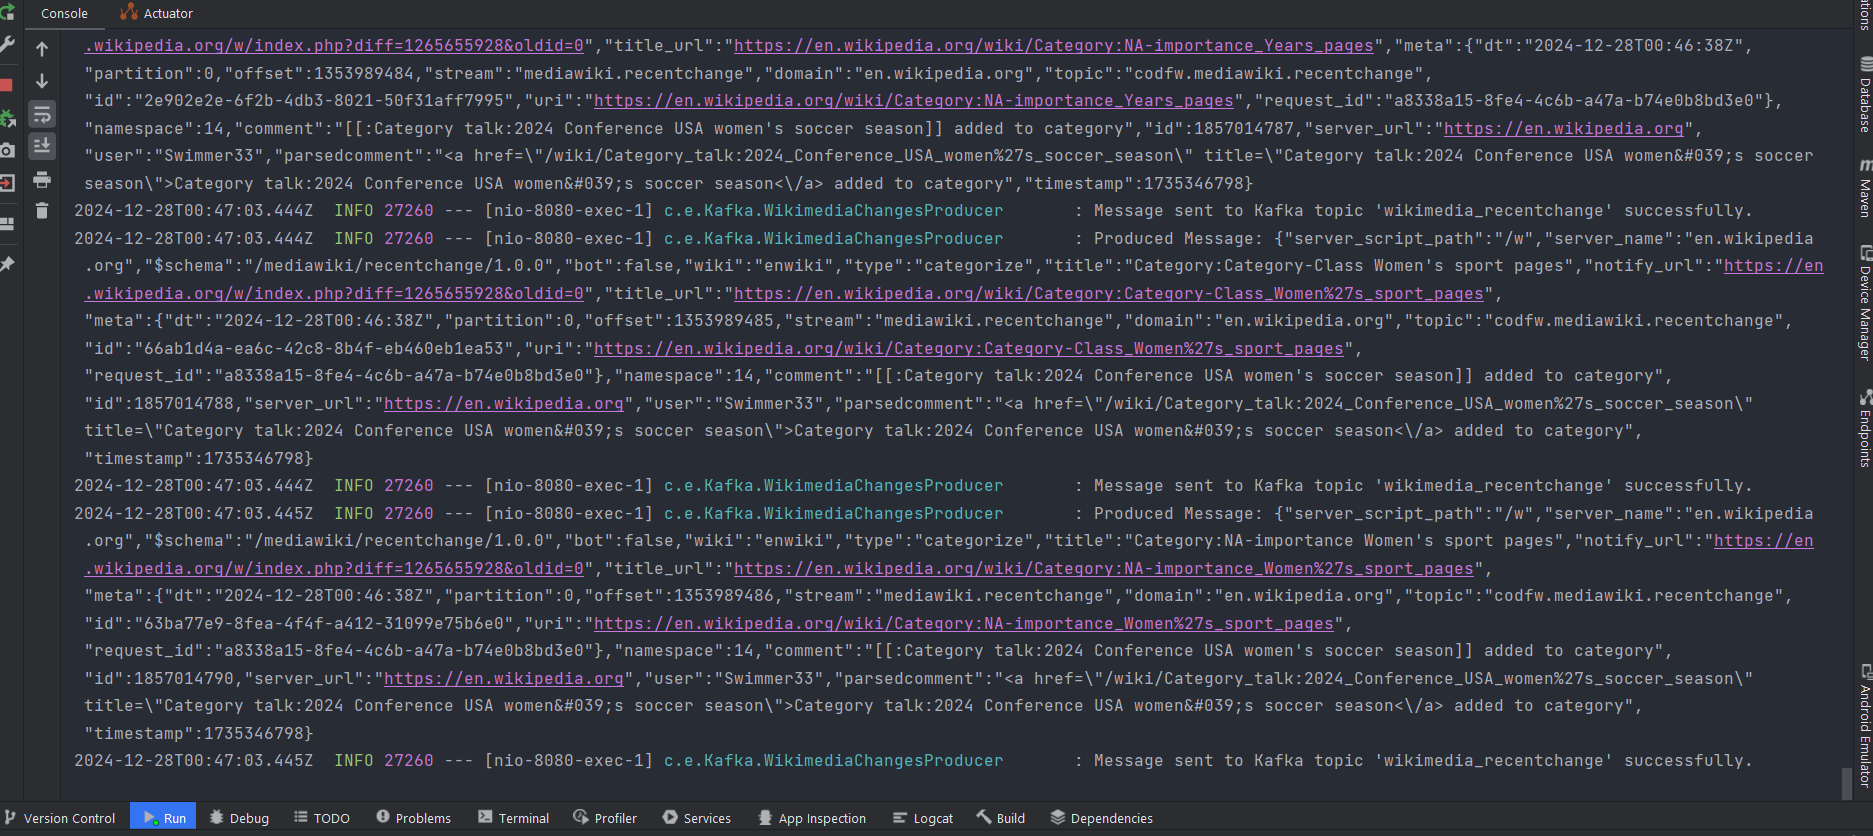 Console
Actuator
.wikipedia.org/w/index.php?diff=1265655928&oldid=0","title_url":"https://en.wikipedia.org/wiki/Category:NA-importance_Years_pages","meta":{"dt":"2024-12-28T00:46:38Z",
"partition":0,"offset":1353989484,"stream":"mediawiki.recentchange","domain":"en.wikipedia.org","topic":"codfw.mediawiki.recentchange",
"id":"2e902e2e-6f2b-4db3-8021-50f31aff7995","uri":"https://en.wikipedia.org/wiki/Category:NA-importance_Years_pages","request_id":"a8338a15-8fe4-4c6b-a47a-b74e0b8bd3e0"},
"namespace":14,"comment":"[[:Category talk:2024 Conference USA women's soccer season]] added to category","id":1857014787,"server_url":"https://en.wikipedia.org",
"user":"Swimmer33","parsedcomment":"<a href=\"/wiki/Category_talk:2024_Conference_USA_women%27s_soccer_season\" title=\"Category talk:2024 Conference USA women&#039;s soccer
season\">Category talk:2024 Conference USA women&#039;s soccer season<\/a> added to category","timestamp":1735346798}
2024-12-28T00:47:03.444Z  INFO 27260 --- [nio-8080-exec-1] c.e.Kafka.WikimediaChangesProducer       : Message sent to Kafka topic 'wikimedia_recentchange' successfully.
2024-12-28T00:47:03.444Z  INFO 27260 --- [nio-8080-exec-1] c.e.Kafka.WikimediaChangesProducer       : Produced Message: {"server_script_path":"/w","server_name":"en.wikipedia
.org","$schema":"/mediawiki/recentchange/1.0.0","bot":false,"wiki":"enwiki","type":"categorize","title":"Category:Category-Class Women's sport pages","notify_url":"https://en
.wikipedia.org/w/index.php?diff=1265655928&oldid=0","title_url":"https://en.wikipedia.org/wiki/Category:Category-Class_Women%27s_sport_pages",
"meta":{"dt":"2024-12-28T00:46:38Z","partition":0,"offset":1353989485,"stream":"mediawiki.recentchange","domain":"en.wikipedia.org","topic":"codfw.mediawiki.recentchange",
"id":"66ab1d4a-ea6c-42c8-8b4f-eb460eb1ea53","uri":"https://en.wikipedia.org/wiki/Category:Category-Class_Women%27s_sport_pages",
"request_id":"a8338a15-8fe4-4c6b-a47a-b74e0b8bd3e0"},"namespace":14,"comment":"[[:Category talk:2024 Conference USA women's soccer season]] added to category",
"id":1857014788,"server_url":"https://en.wikipedia.org","user":"Swimmer33","parsedcomment":"<a href=\"/wiki/Category_talk:2024_Conference_USA_women%27s_soccer_season\"
title=\"Category talk:2024 Conference USA women&#039;s soccer season\">Category talk:2024 Conference USA women&#039;s soccer season<\/a> added to category",
"timestamp":1735346798}
2024-12-28T00:47:03.444Z  INFO 27260 --- [nio-8080-exec-1] c.e.Kafka.WikimediaChangesProducer       : Message sent to Kafka topic 'wikimedia_recentchange' successfully.
2024-12-28T00:47:03.445Z  INFO 27260 --- [nio-8080-exec-1] c.e.Kafka.WikimediaChangesProducer       : Produced Message: {"server_script_path":"/w","server_name":"en.wikipedia
.org","$schema":"/mediawiki/recentchange/1.0.0","bot":false,"wiki":"enwiki","type":"categorize","title":"Category:NA-importance Women's sport pages","notify_url":"https://en
.wikipedia.org/w/index.php?diff=1265655928&oldid=0","title_url":"https://en.wikipedia.org/wiki/Category:NA-importance_Women%27s_sport_pages",
"meta":{"dt":"2024-12-28T00:46:38Z","partition":0,"offset":1353989486,"stream":"mediawiki.recentchange","domain":"en.wikipedia.org","topic":"codfw.mediawiki.recentchange",
"id":"63ba77e9-8fea-4f4f-a412-31099e75b6e0","uri":"https://en.wikipedia.org/wiki/Category:NA-importance_Women%27s_sport_pages",
"request_id":"a8338a15-8fe4-4c6b-a47a-b74e0b8bd3e0"},"namespace":14,"comment":"[[:Category talk:2024 Conference USA women's soccer season]] added to category",
"id":1857014790,"server_url":"https://en.wikipedia.org","user":"Swimmer33","parsedcomment":"<a href=\"/wiki/Category_talk:2024_Conference_USA_women%27s_soccer_season\"
title=\"Category talk:2024 Conference USA women&#039;s soccer season\">Category talk:2024 Conference USA women&#039;s soccer season<\/a> added to category",
"timestamp":1735346798}
2024-12-28T00:47:03.445Z  INFO 27260 --- [nio-8080-exec-1] c.e.Kafka.WikimediaChangesProducer       : Message sent to Kafka topic 'wikimedia_recentchange' successfully.
ations
Database
Maven
Device Manager
Endpoints
Android Emulator
Version Control
Run
Debug
TODO
Problems
Terminal
Profiler
Services
App Inspection
Logcat
Build
Dependencies